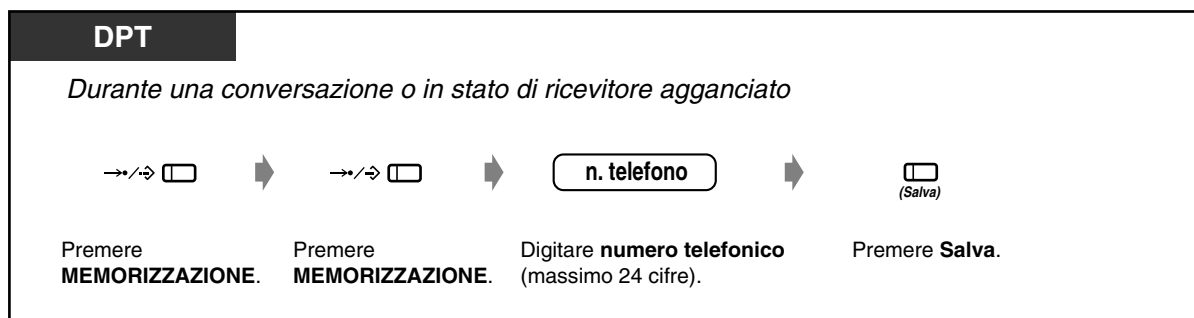 DPT
Durante una conversazione o in stato di ricevitore agganciato
n. telefono
(Salva)
Premere MEMORIZZAZIONE.
Premere MEMORIZZAZIONE.
Digitare numero telefonico (massimo 24 cifre).
Premere Salva.